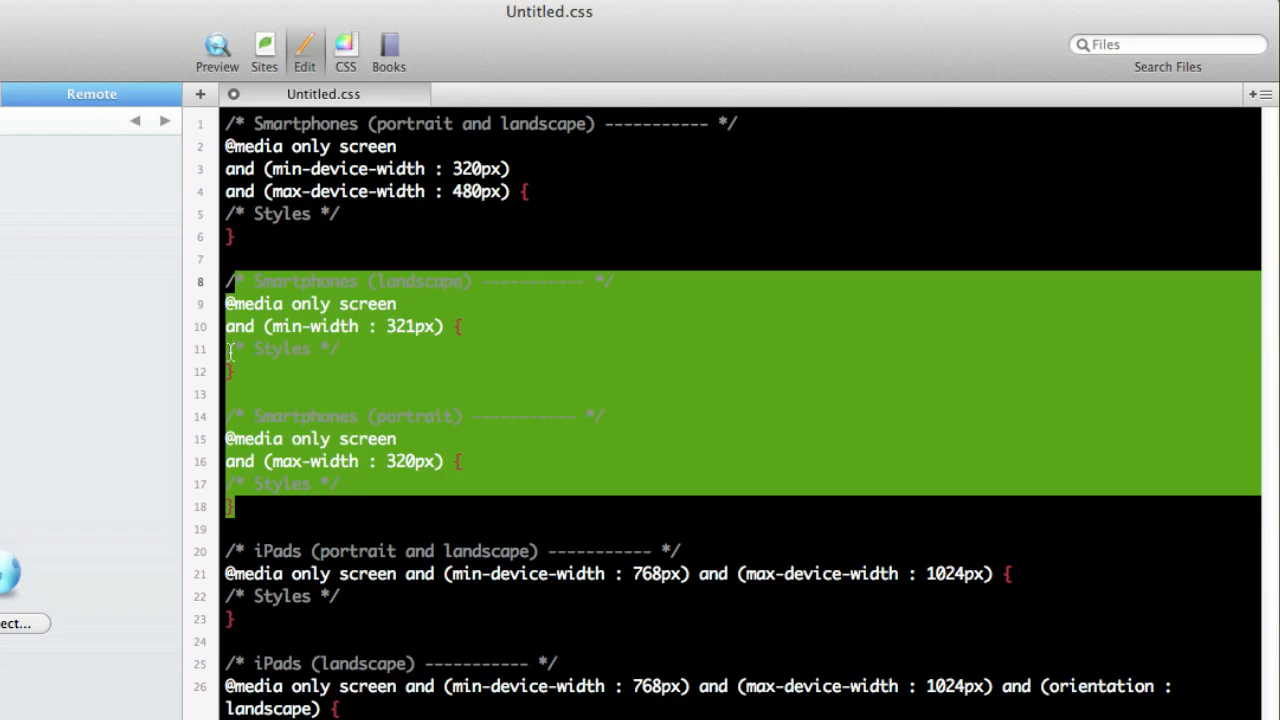 Untitled.css
Preview Sites Edit CSS Books
Files
Search Files
Remote
Untitled.css
1 /* Smartphones (portrait and landscape) ----------- */
2 @media only screen
3 and (min-device-width : 320px)
4 and (max-device-width : 480px) {
5 /* Styles */
6 }
7
8 /* Smartphones (landscape) ----------- */
9 @media only screen
10 and (min-width : 321px) {
11 /* Styles */
12 }
13
14 /* Smartphones (portrait) ----------- */
15 @media only screen
16 and (max-width : 320px) {
17 /* Styles */
18 }
19
20 /* iPads (portrait and landscape) ----------- */
21 @media only screen and (min-device-width : 768px) and (max-device-width : 1024px) {
22 /* Styles */
23 }
ect...
24
25 /* iPads (landscape) ----------- */
26 @media only screen and (min-device-width : 768px) and (max-device-width : 1024px) and (orientation :
landscape) {